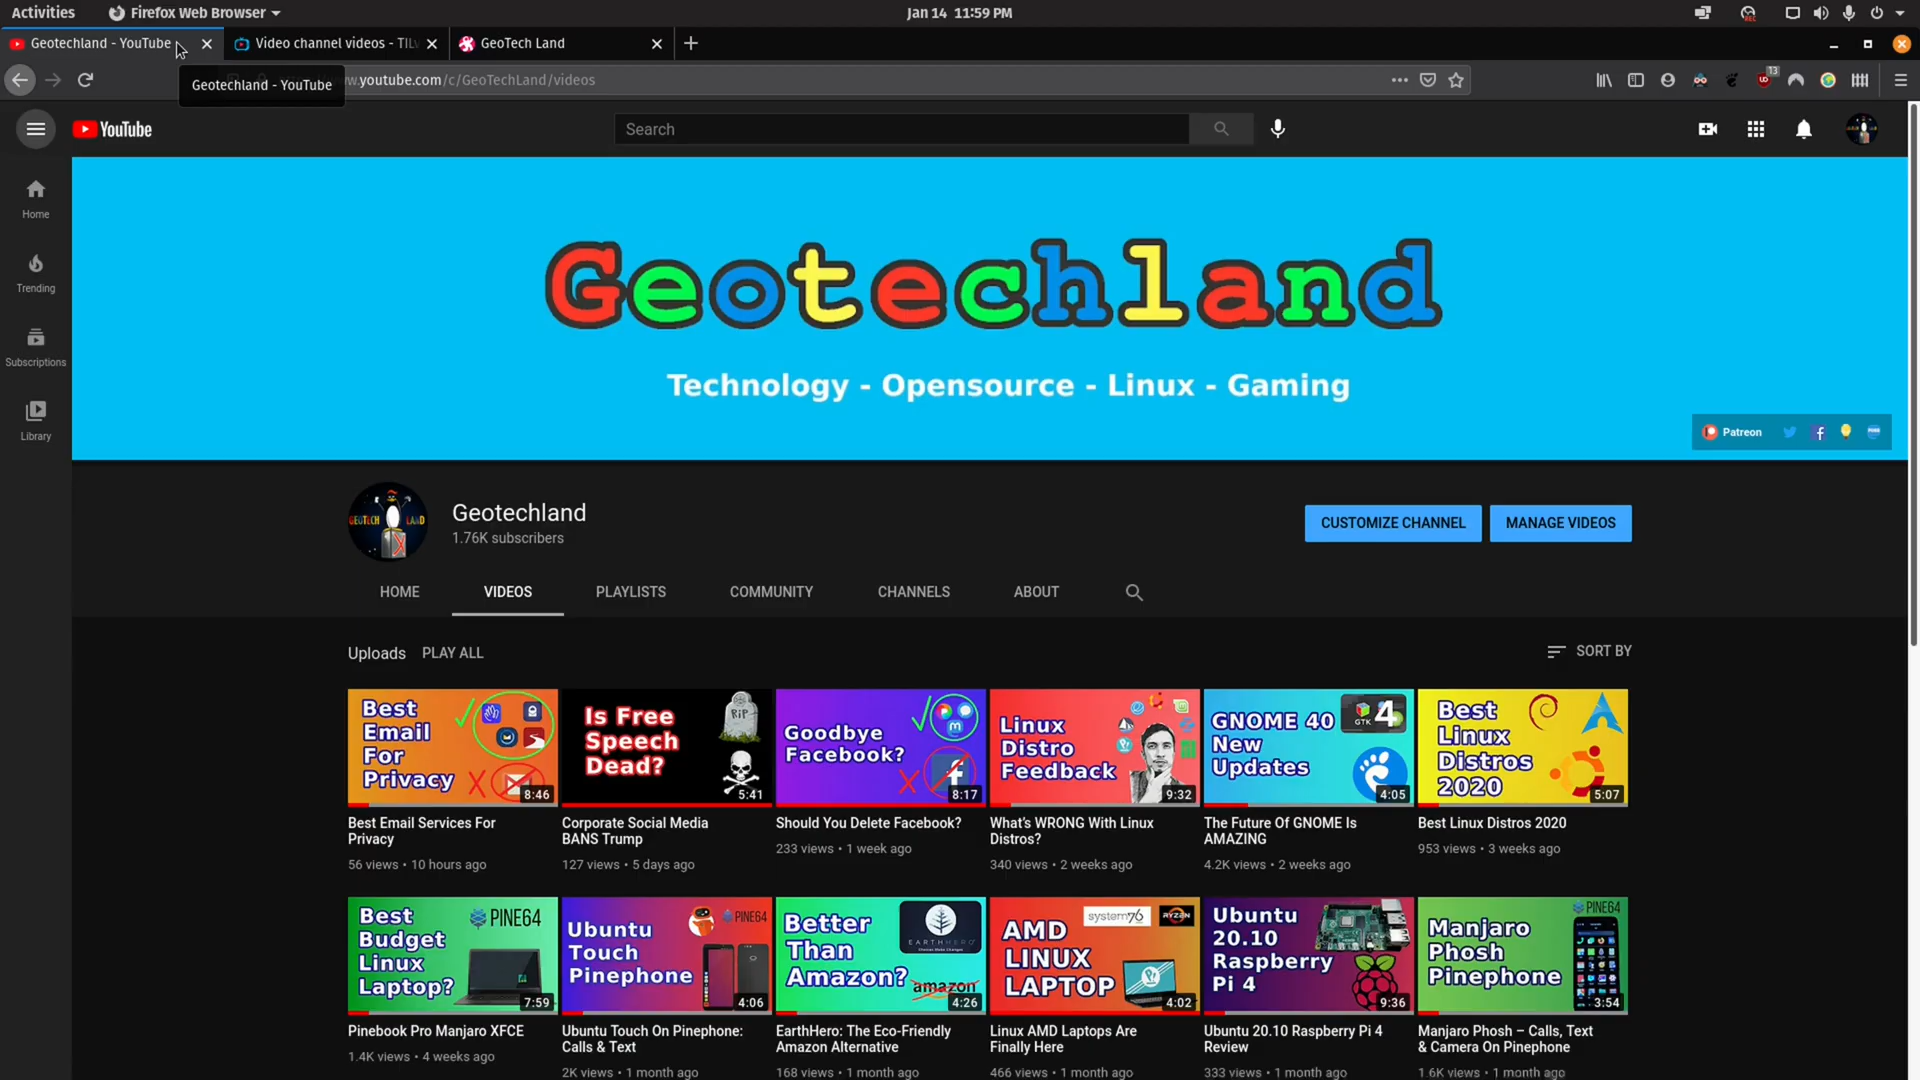 Activities
Firefox Web Browser
Jan 14 11:59 PM
Geotechland - YouTube
Video channel videos - TIL
GeoTech Land
Geotechland - YouTube
youtube.com/c/GeoTechLand/videos
13
YouTube
Search
Home
Trending
Subscriptions
Library
Geotechland
Technology - Opensource - Linux - Gaming
Patreon
GEOTECH LAND
Geotechland
1.76K subscribers
CUSTOMIZE CHANNEL
MANAGE VIDEOS
HOME
VIDEOS
PLAYLISTS
COMMUNITY
CHANNELS
ABOUT
Uploads
PLAY ALL
SORT BY
Best
Email
For
Privacy
8:46
Is Free
Speech
Dead?
RIP
5:41
Goodbye
Facebook?
8:17
Linux
Distro
Feedback
9:32
GNOME 40
New
Updates
GTK 4
4:05
Best
Linux
Distros
2020
5:07
Best Email Services For
Privacy
56 views • 10 hours ago
Corporate Social Media
BANS Trump
127 views • 5 days ago
Should You Delete Facebook?
233 views • 1 week ago
What's WRONG With Linux
Distros?
340 views • 2 weeks ago
The Future Of GNOME Is
AMAZING
4.2K views • 2 weeks ago
Best Linux Distros 2020
953 views • 3 weeks ago
Best
Budget
Linux
Laptop?
PINE64
7:59
Ubuntu
Touch
Pinephone
PINE64
4:06
Better
Than
Amazon?
EARTHHERO
amazon
4:26
AMD
LINUX
LAPTOP
system76
RYZEN
4:02
Ubuntu
20.10
Raspberry
Pi 4
9:36
Manjaro
Phosh
Pinephone
PINE64
3:54
Pinebook Pro Manjaro XFCE
1.4K views • 4 weeks ago
Ubuntu Touch On Pinephone:
Calls & Text
2K views • 1 month ago
EarthHero: The Eco-Friendly
Amazon Alternative
168 views • 1 month ago
Linux AMD Laptops Are
Finally Here
466 views • 1 month ago
Ubuntu 20.10 Raspberry Pi 4
Review
333 views • 1 month ago
Manjaro Phosh – Calls, Text
& Camera On Pinephone
1.6K views • 1 month ago